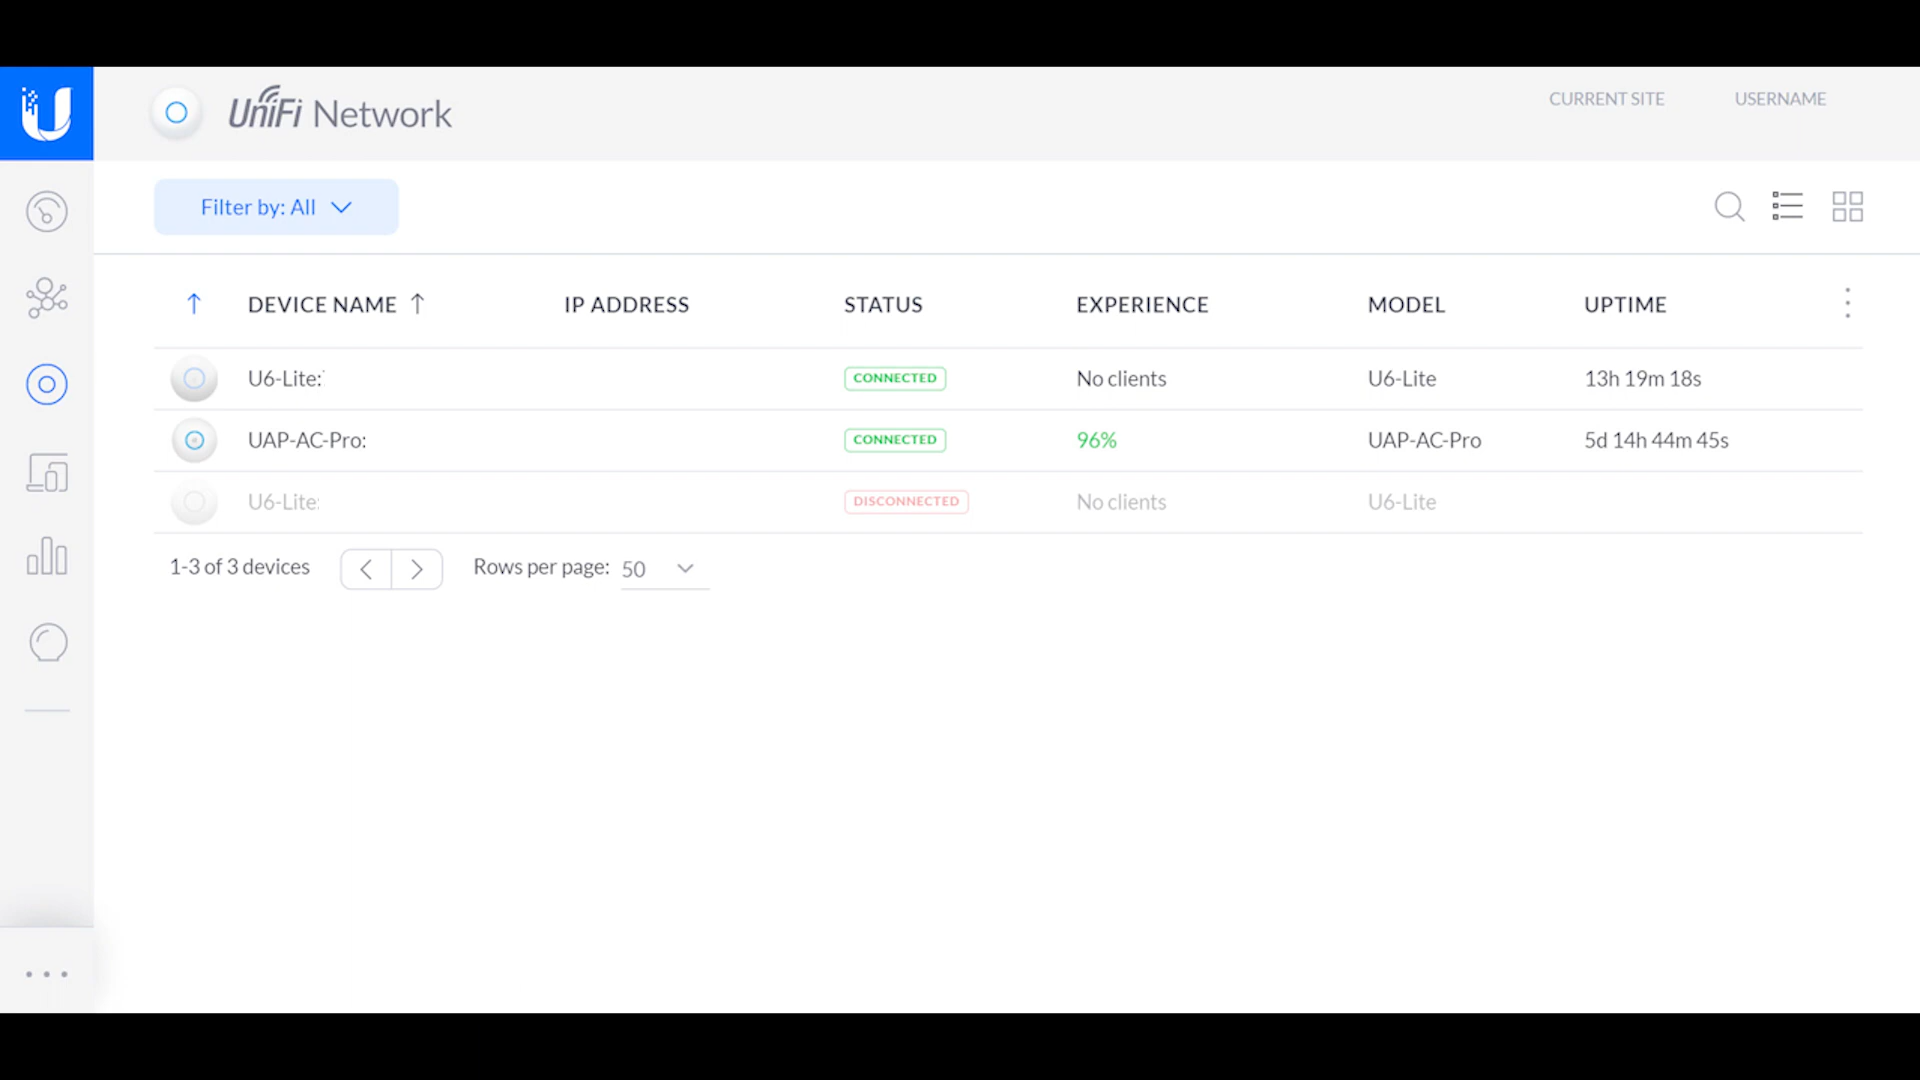 UniFi Network
CURRENT SITE
USERNAME
Filter by: All
DEVICE NAME
IP ADDRESS
STATUS
EXPERIENCE
MODEL
UPTIME
U6-Lite:
CONNECTED
No clients
U6-Lite
13h 19m 18s
UAP-AC-Pro:
CONNECTED
96%
UAP-AC-Pro
5d 14h 44m 45s
U6-Lite:
DISCONNECTED
No clients
U6-Lite
1-3 of 3 devices
Rows per page: 50